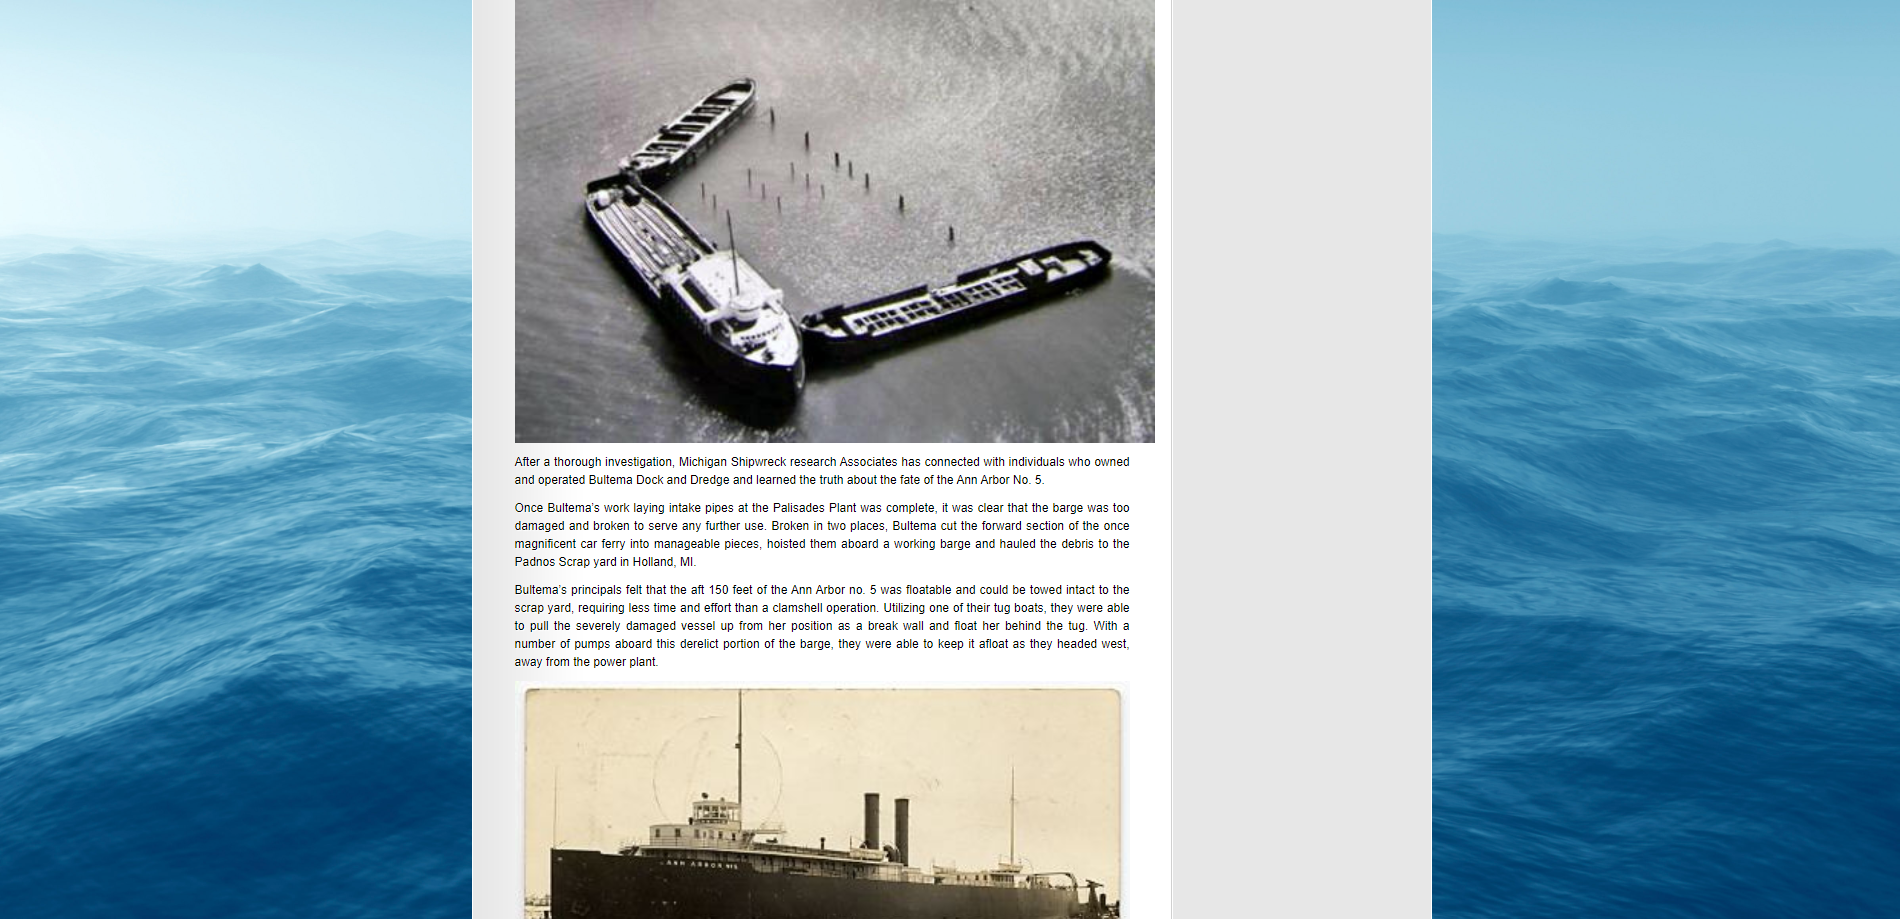 After a thorough investigation, Michigan Shipwreck research Associates has connected with individuals who owned
and operated Bultema Dock and Dredge and learned the truth about the fate of the Ann Arbor No. 5.
Once Bultema's work laying intake pipes at the Palisades Plant was complete, it was clear that the barge was too
damaged and broken to serve any further use. Broken in two places, Bultema cut the forward section of the once
magnificent car ferry into manageable pieces, hoisted them aboard a working barge and hauled the debris to the
Padnos Scrap yard in Holland, MI.
Bultema's principals felt that the aft 150 feet of the Ann Arbor no. 5 was floatable and could be towed intact to the
scrap yard, requiring less time and effort than a clamshell operation. Utilizing one of their tug boats, they were able
to pull the severely damaged vessel up from her position as a break wall and float her behind the tug. With a
number of pumps aboard this derelict portion of the barge, they were able to keep it afloat as they headed west,
away from the power plant.
ANN ARBOR No5